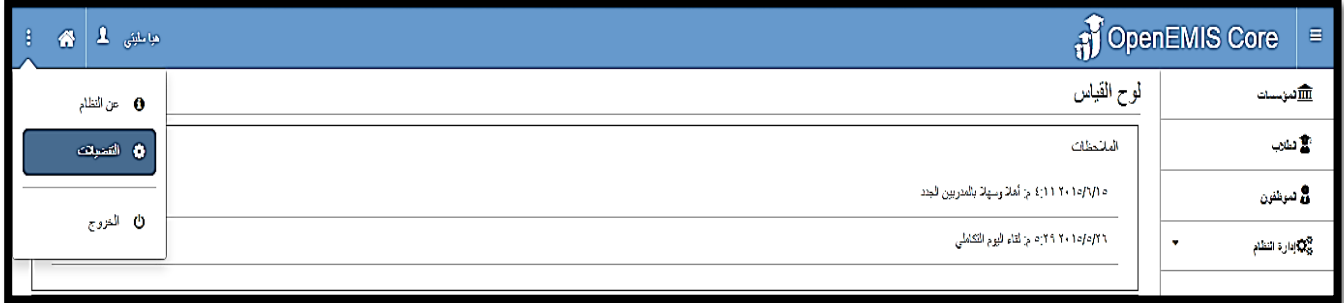 OpenEMIS Core
هيا مليتي
المؤسسات
الطلاب
الموظفون
إدارة النظام
لوح القياس
الملاحظات
٢٠١٥/٦/١٥ ٤:١١ م: أهلا وسهلا بالمدربين الجدد
٢٠١٥/٥/٢٦ ٥:٢٩ م: لقاء اليوم التكاملي
عن النظام
التفضيلات
الخروج